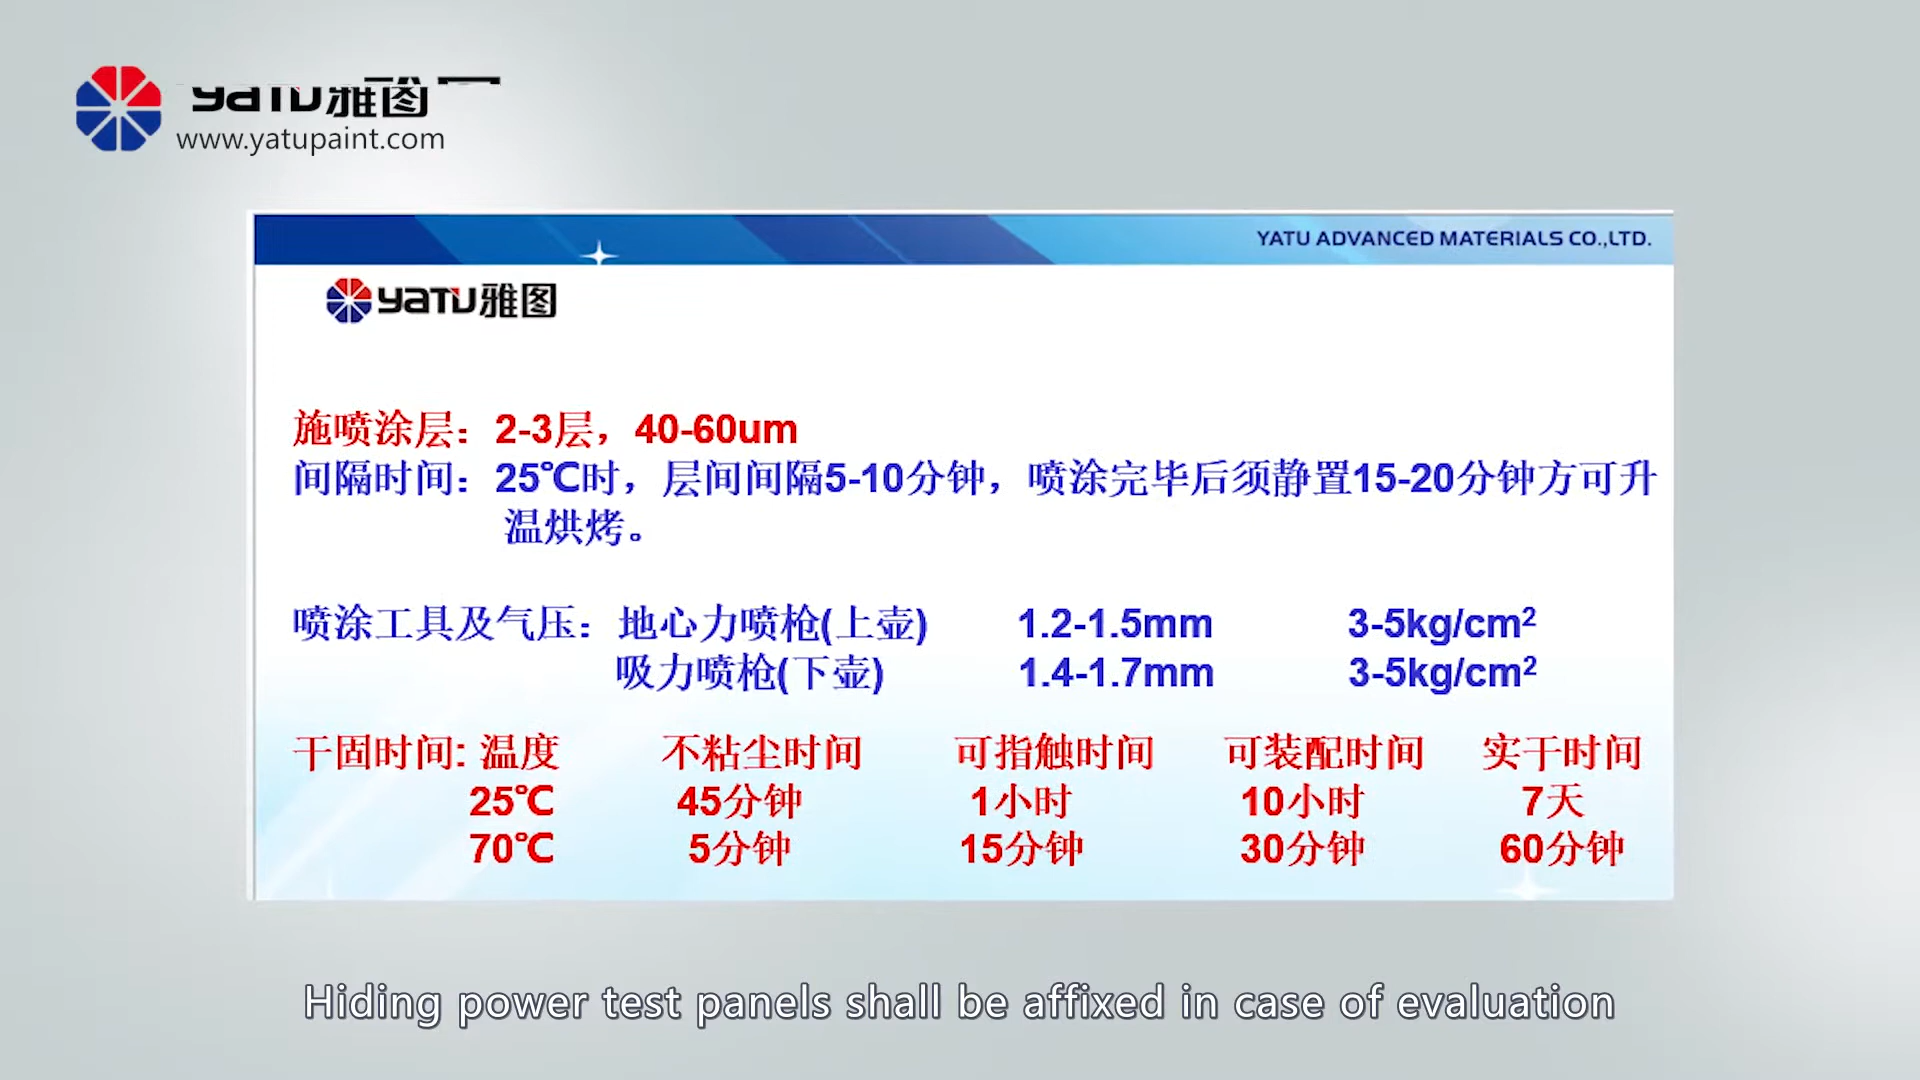 YaTU雅图
www.yatupaint.com
YATU ADVANCED MATERIALS CO.,LTD.
YaTU雅图
施喷涂层：2-3层，40-60um
间隔时间：25℃时，层间间隔5-10分钟，喷涂完毕后须静置15-20分钟方可升
温烘烤。
喷涂工具及气压：地心力喷枪(上壶) 1.2-1.5mm 3-5kg/cm²
吸力喷枪(下壶) 1.4-1.7mm 3-5kg/cm²
干固时间: 温度 不粘尘时间 可指触时间 可装配时间 实干时间
25℃ 45分钟 1小时 10小时 7天
70℃ 5分钟 15分钟 30分钟 60分钟
Hiding power test panels shall be affixed in case of evaluation